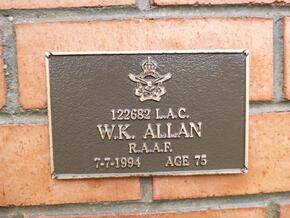 122682 L.A.C.
W.K. ALLAN
R.A.A.F.
7-7-1994 AGE 75